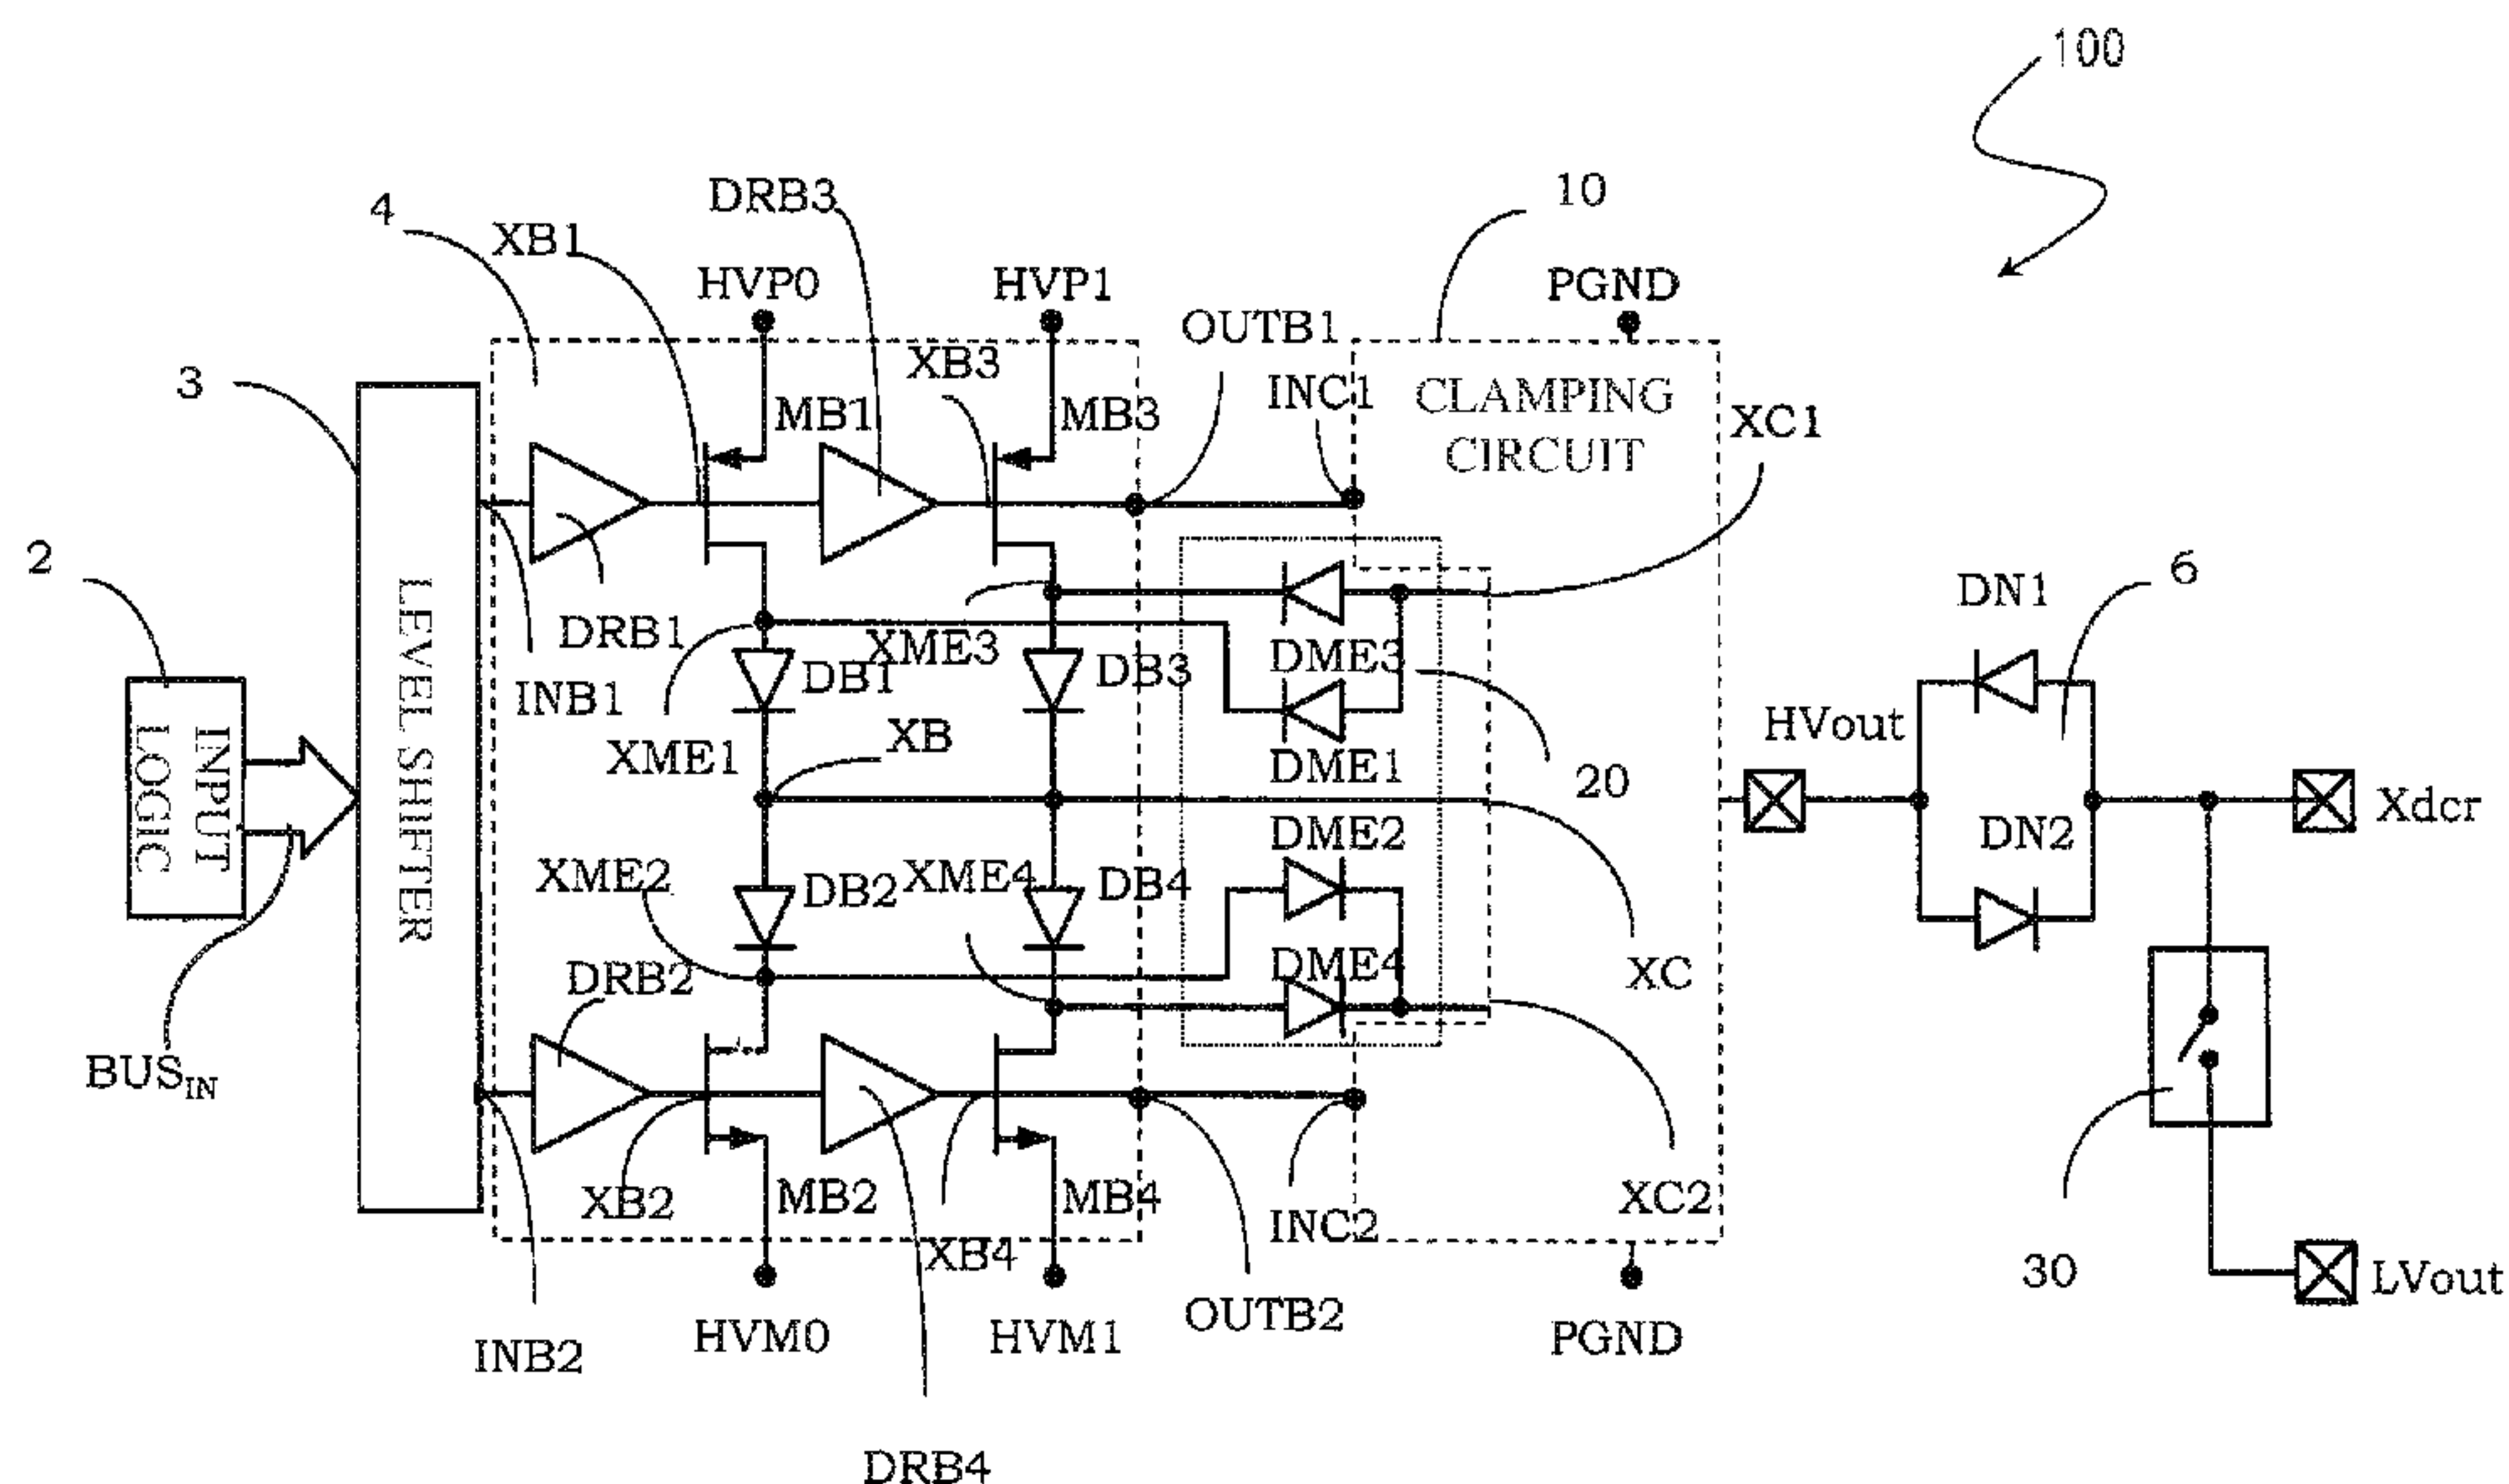 100
10
DRB3
4
XB1
HVP0
HVP1
PGND
OUTB1
XB3
3
INC1
CLAMPING
CIRCUIT
MB1
MB3
XC1
2
6
DN1
LEVEL SHIFTER
DRB1
XME3
DME3
DB1
DB3
INB1
HVout
XB
XME1
DME1
20
INPUT
LOGIC
Xdcr
DME2
DN2
XME2
DB2
XME4
DB4
DME4
XC
DRB2
BUSIN
XB2
MB2
MB4
INC2
XC2
XB4
30
LVout
OUTB2
HVM0
HVM1
PGND
INB2
DRB4